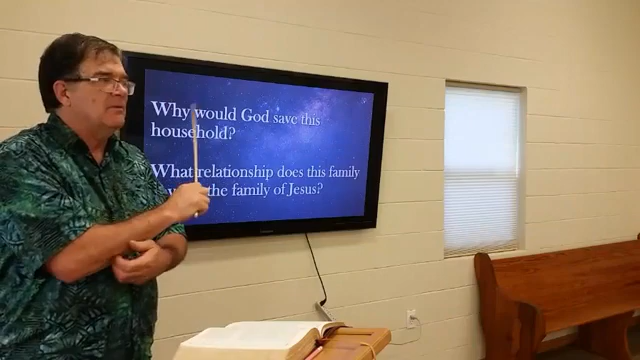 Why would God save this
household?
What relationship does this family
the family of Jesus?